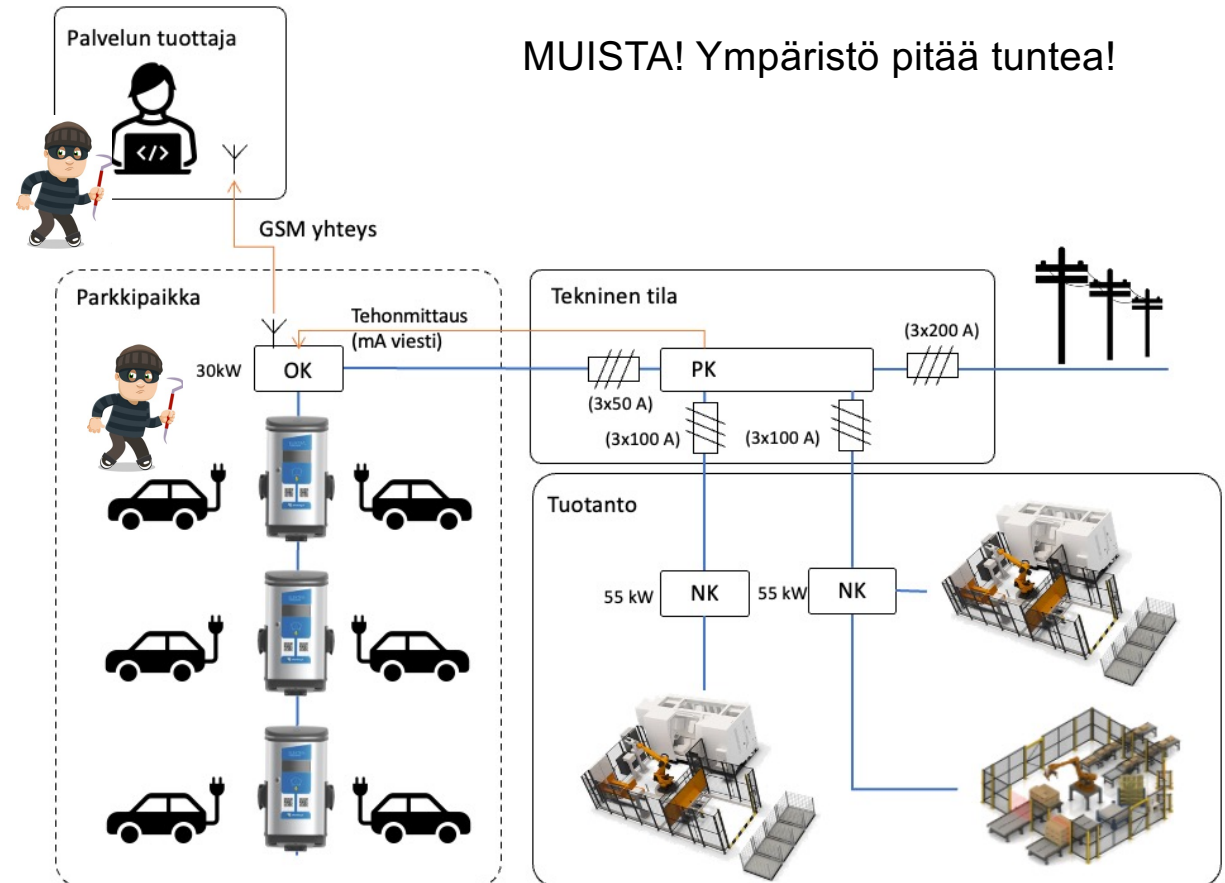 MUISTA! Ympäristö pitää tuntea!
Palvelun tuottaja
</>
GSM yhteys
Parkkipaikka
Tehonmittaus
(mA viesti)
30kW
OK
Tekninen tila
(3x200 A)
PK
(3x50 A)
(3x100 A)
(3x100 A)
Tuotanto
55 kW
NK
55 kW
NK